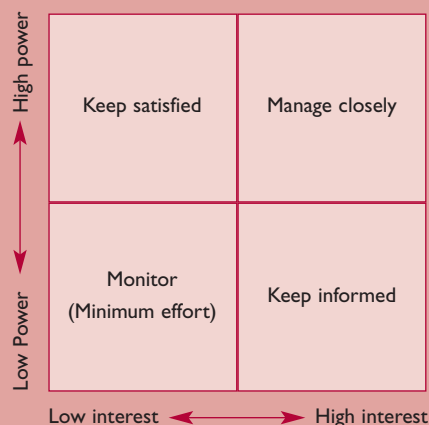 High power
Keep satisfied
Manage closely
Low Power
Monitor
(Minimum effort)
Keep informed
Low interest
High interest